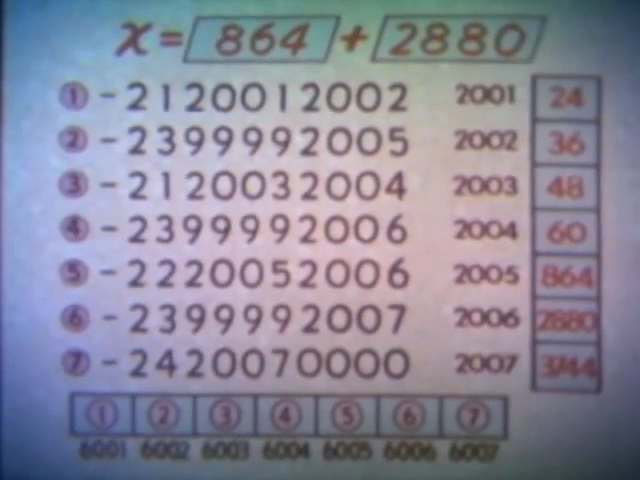 x = 864 + 2880
① -2120012002 2001 24
② -2399992005 2002 36
③ -2120032004 2003 48
④ -2399992006 2004 60
⑤ -2220052006 2005 864
⑥ -2399992007 2006 2880
⑦ -2420070000 2007 3744
① ② ③ ④ ⑤ ⑥ ⑦
6001 6002 6003 6004 6005 6006 6007